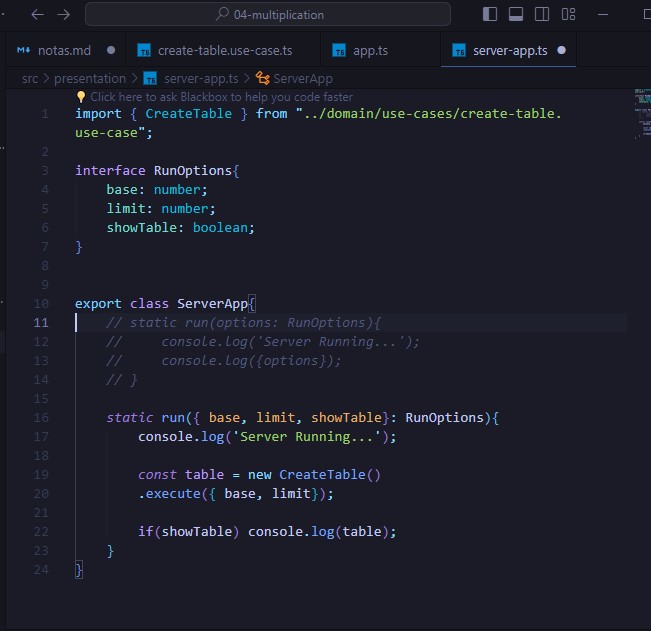 04-multiplication
notas.md
TS create-table.use-case.ts
TS app.ts
TS server-app.ts
src > presentation > TS server-app.ts > ServerApp
Click here to ask Blackbox to help you code faster
1 import { CreateTable } from "../domain/use-cases/create-table.
use-case";
2
3 interface RunOptions{
4 base: number;
5 limit: number;
6 showTable: boolean;
7 }
8
9
10 export class ServerApp{
11 // static run(options: RunOptions){
12 // console.log('Server Running...');
13 // console.log({options});
14 // }
15
16 static run({ base, limit, showTable}: RunOptions){
17 console.log('Server Running...');
18
19 const table = new CreateTable()
20 .execute({ base, limit});
21
22 if(showTable) console.log(table);
23 }
24 }